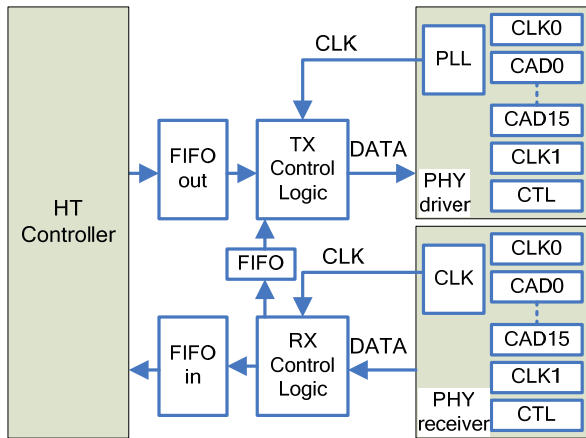 HT
Controller
FIFO
out
TX
Control
Logic
CLK
DATA
PLL
PHY
driver
CLK0
CAD0
CAD15
CLK1
CTL
FIFO
FIFO
in
RX
Control
Logic
CLK
DATA
CLK
PHY
receiver
CLK0
CAD0
CAD15
CLK1
CTL